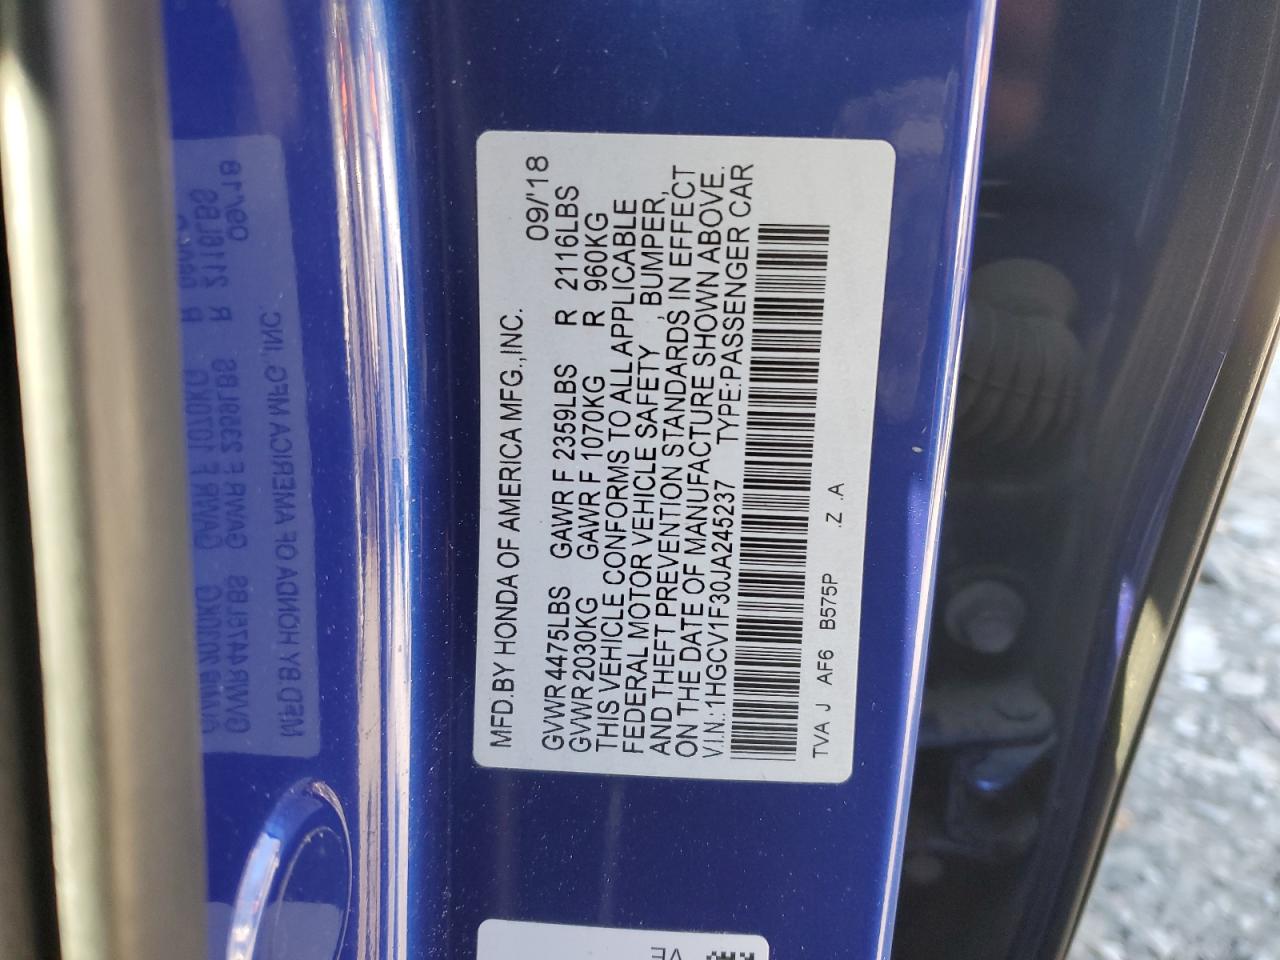 MFD.BY HONDA OF AMERICA MFG.,INC.
09/'18
GVWR 4475LBS GAWR F 2359LBS R 2116LBS
GVWR 2030KG GAWR F 1070KG R 960KG
THIS VEHICLE CONFORMS TO ALL APPLICABLE
FEDERAL MOTOR VEHICLE SAFETY , BUMPER,
AND THEFT PREVENTION STANDARDS IN EFFECT
ON THE DATE OF MANUFACTURE SHOWN ABOVE.
V.I.N.:1HGCV1F30JA245237 TYPE:PASSENGER CAR
TVA J AF6 B575P .Z .A